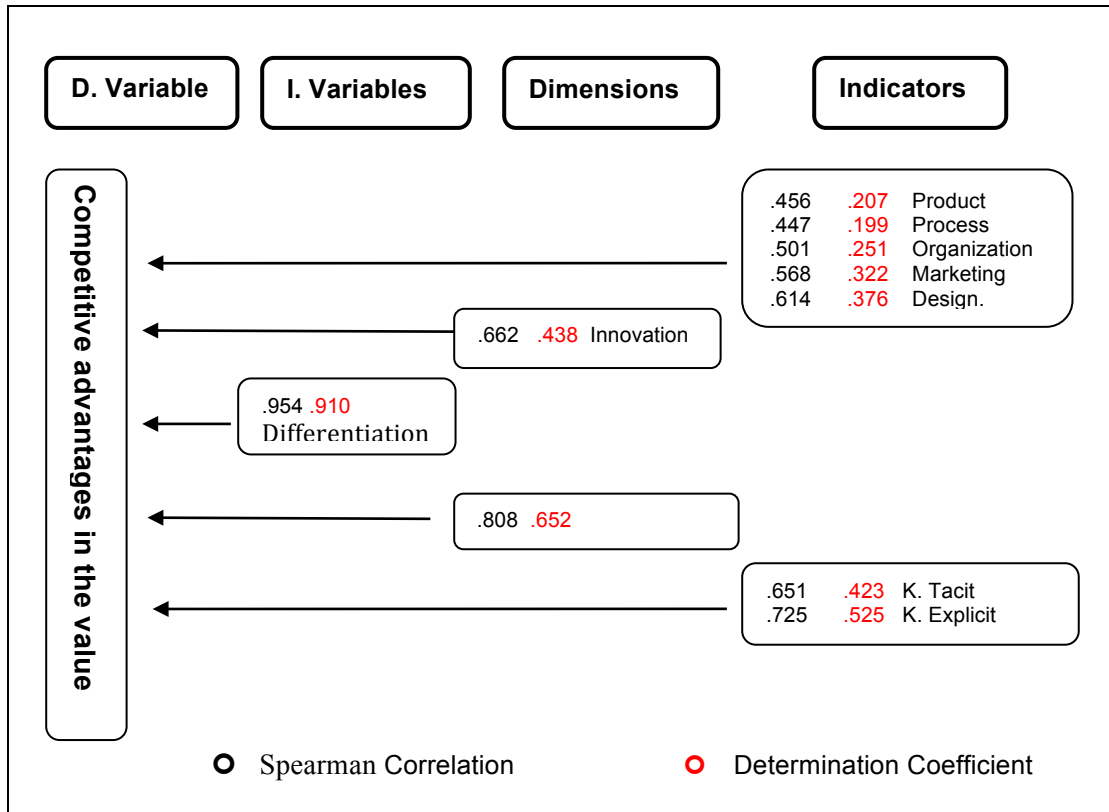 D. Variable
I. Variables
Dimensions
Indicators
Competitive advantages in the value
.456 .207 Product
.447 .199 Process
.501 .251 Organization
.568 .322 Marketing
.614 .376 Design.
.662 .438 Innovation
.954 .910
Differentiation
.808 .652
.651 .423 K. Tacit
.725 .525 K. Explicit
Spearman Correlation
Determination Coefficient